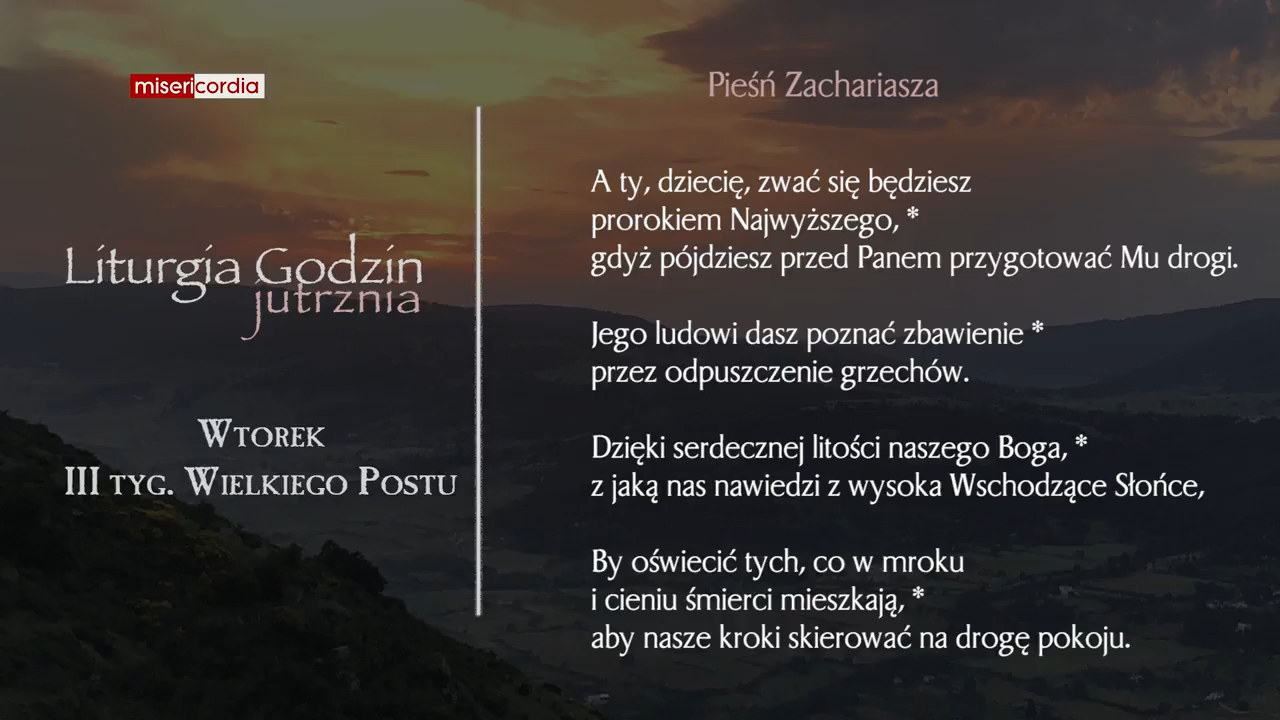 misericordia
Liturgia Godzin
jutrznia
Wtorek
III tyg. Wielkiego Postu
Pieśń Zachariasza
A ty, dziecię, zwać się będziesz
prorokiem Najwyższego, *
gdyż pójdziesz przed Panem przygotować Mu drogi.
Jego ludowi dasz poznać zbawienie *
przez odpuszczenie grzechów.
Dzięki serdecznej litości naszego Boga, *
z jaką nas nawiedzi z wysoka Wschodzące Słońce,
By oświecić tych, co w mroku
i cieniu śmierci mieszkają, *
aby nasze kroki skierować na drogę pokoju.